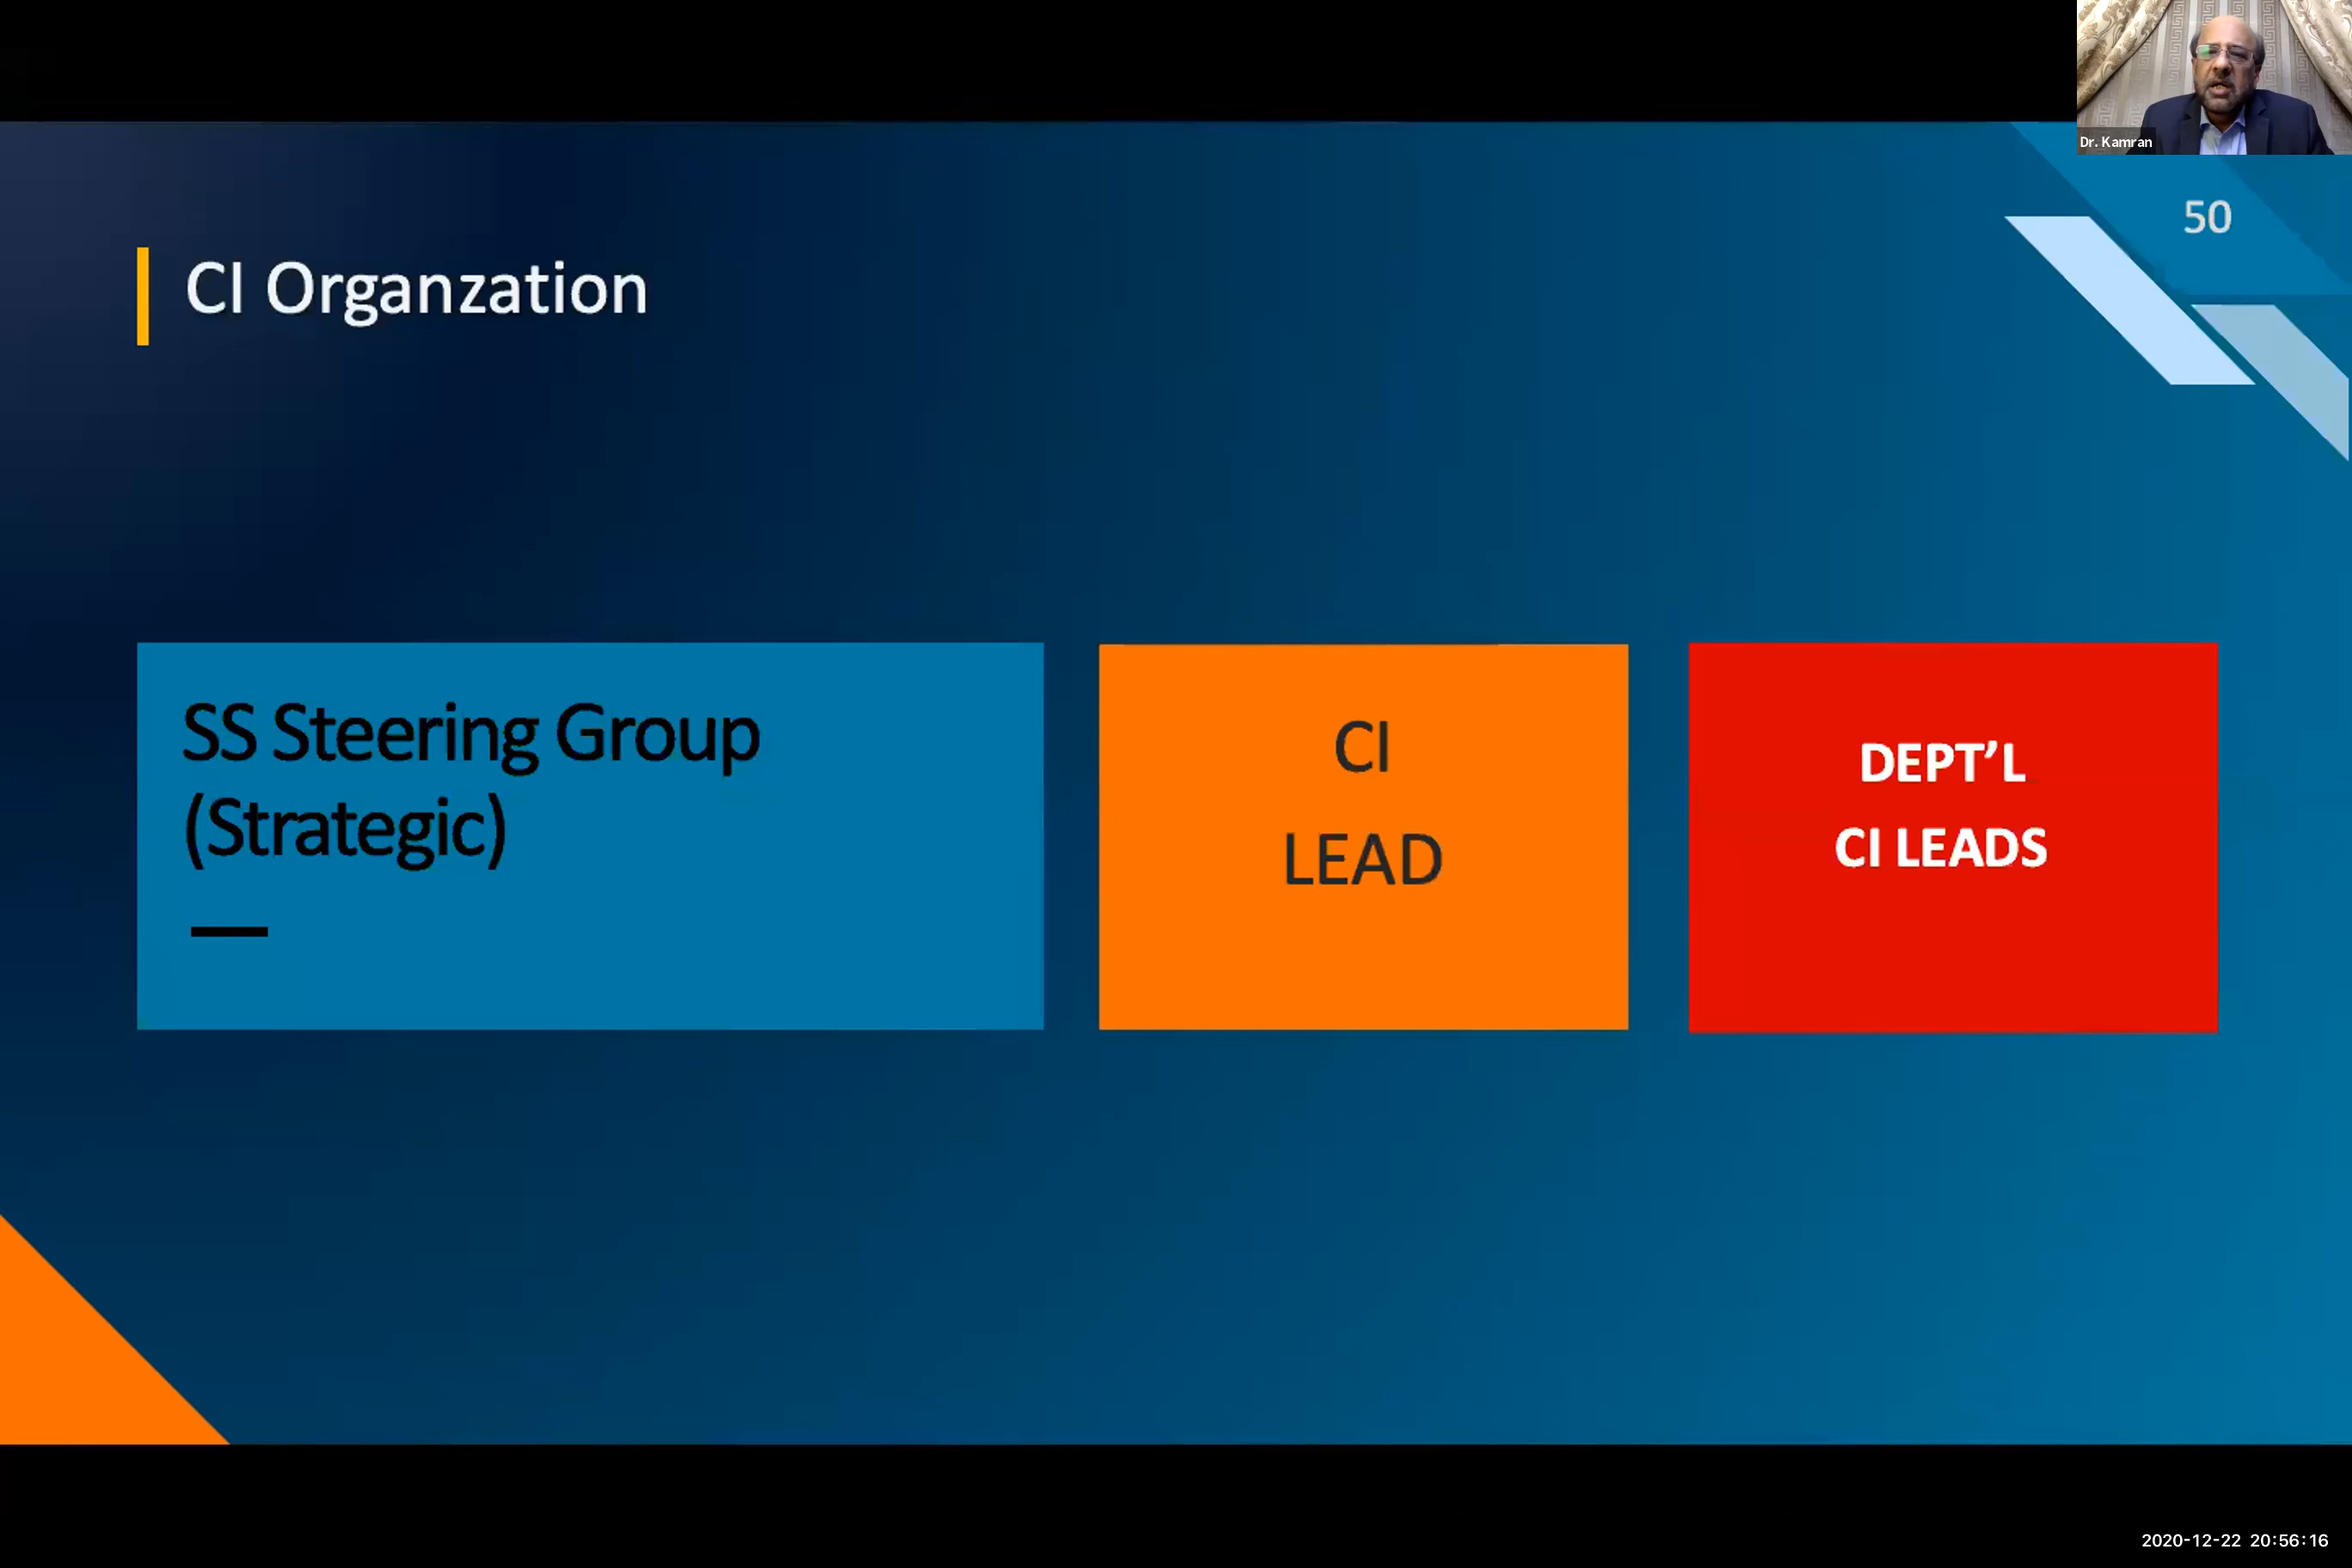 Dr. Kamran
50
CI Organzation
SS Steering Group
(Strategic)
CI
LEAD
DEPT’L
CI LEADS
2020-12-22 20:56:16